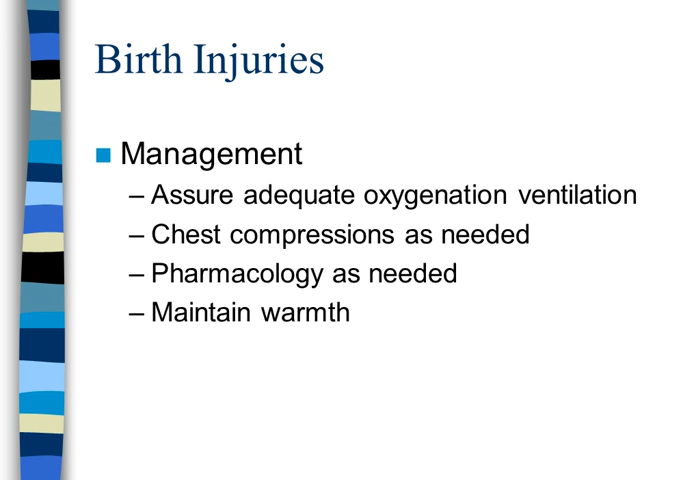 Birth Injuries
Management
– Assure adequate oxygenation ventilation
– Chest compressions as needed
– Pharmacology as needed
– Maintain warmth